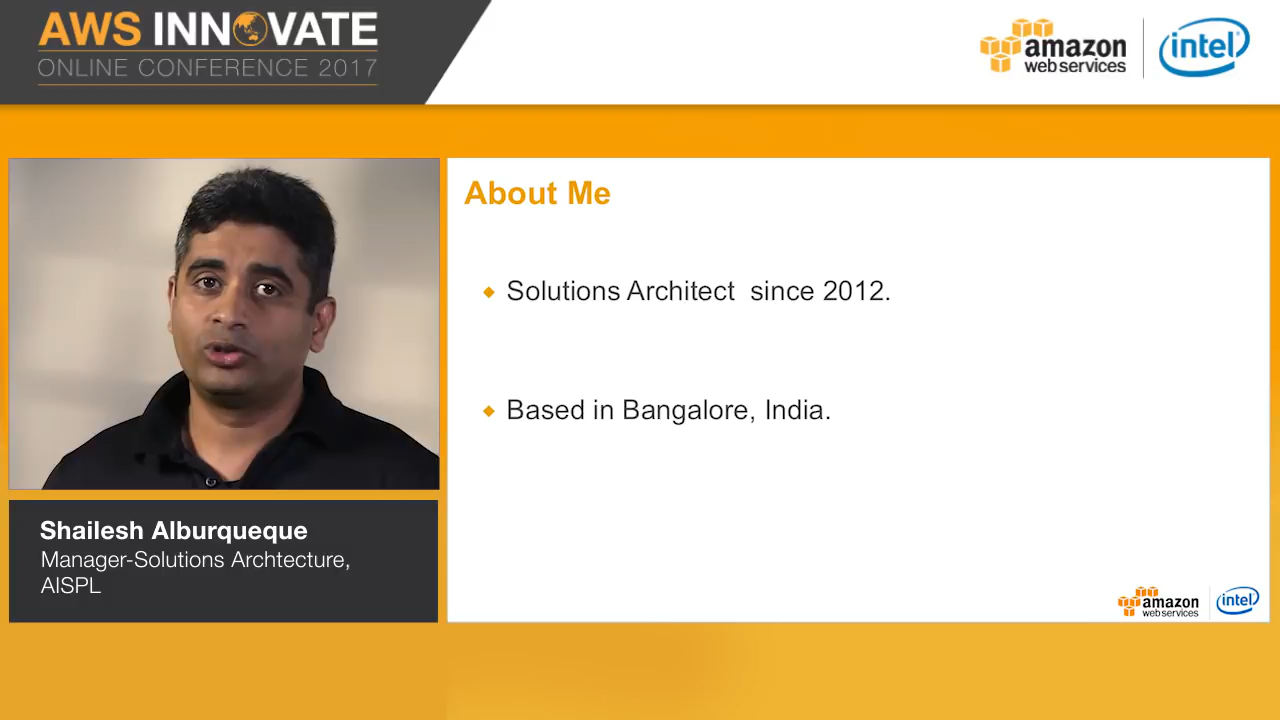 AWS INNOVATE
ONLINE CONFERENCE 2017
amazon
web services
intel
About Me
Solutions Architect since 2012.
Based in Bangalore, India.
Shailesh Alburqueque
Manager-Solutions Archtecture,
AISPL
amazon
web services
intel